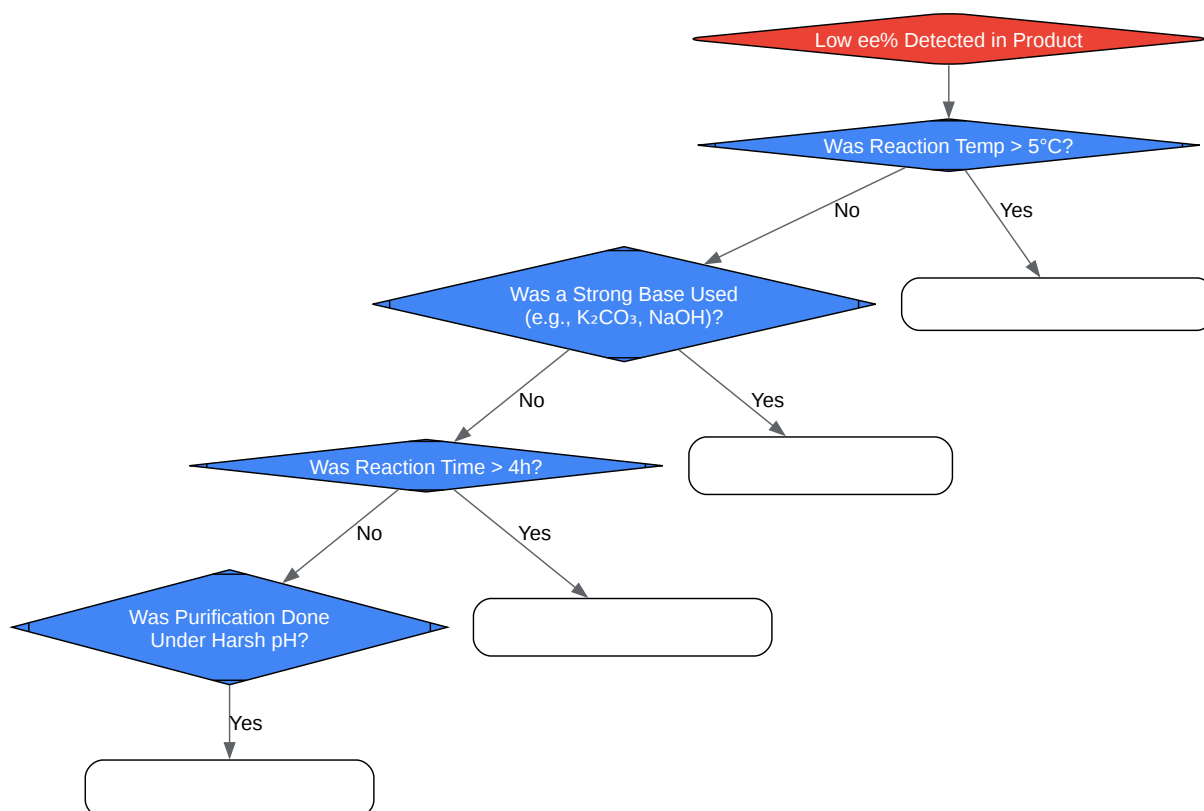 Low ee% Detected in Product
Was Reaction Temp > 5°C?
No
Yes
Was a Strong Base Used
(e.g., K₂CO₃, NaOH)?
No
Yes
Was Reaction Time > 4h?
No
Yes
Was Purification Done
Under Harsh pH?
Yes